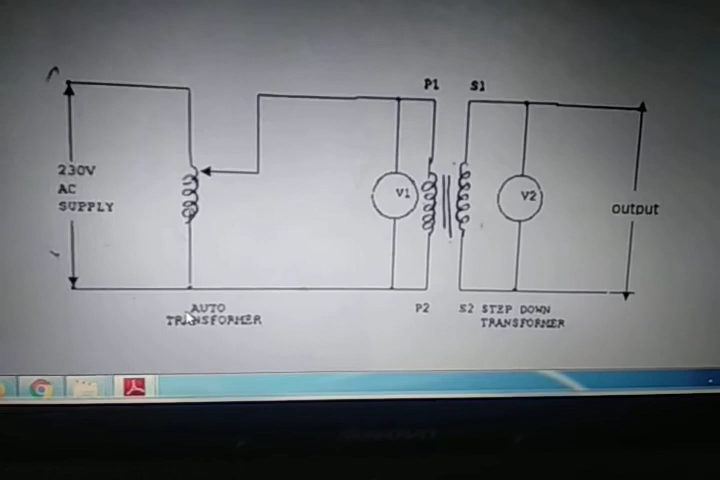 P1
S1
230V
AC
SUPPLY
V1
V2
output
AUTO
TRANSFORMER
P2
S2 STEP DOWN
TRANSFORMER